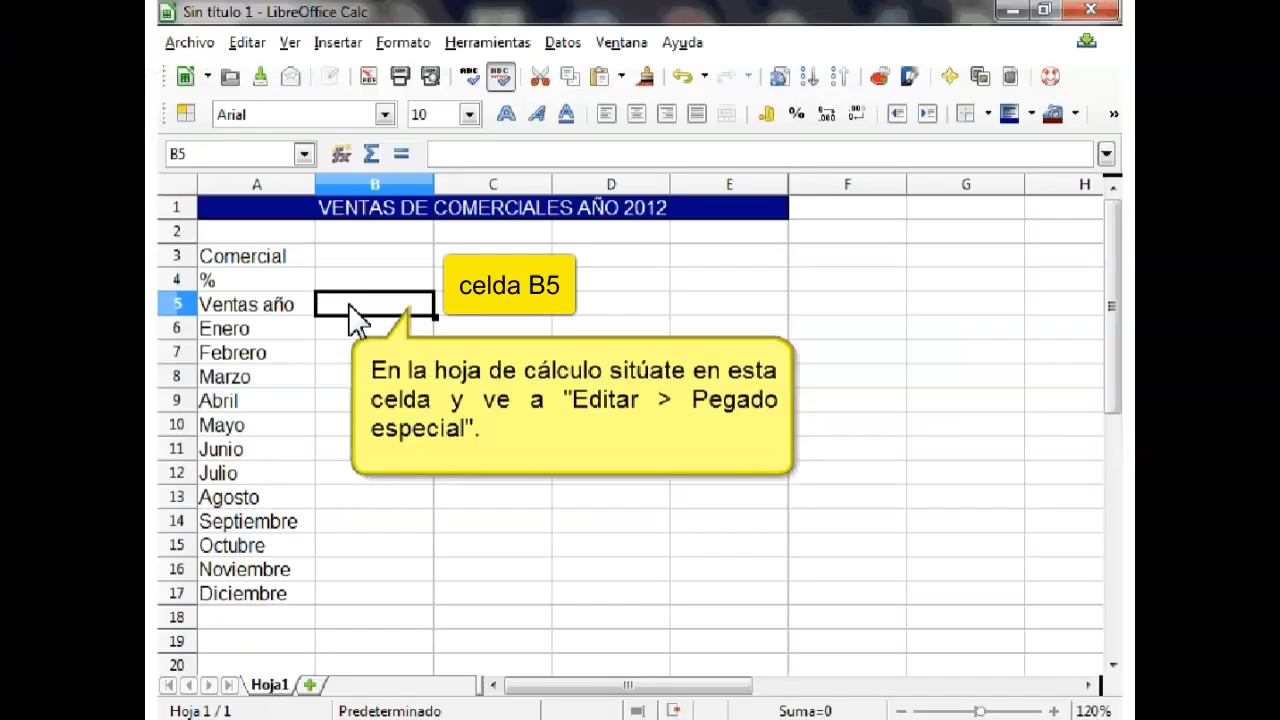 Sin título 1 - LibreOffice Calc
Archivo Editar Ver Insertar Formato Herramientas Datos Ventana Ayuda
Arial 10
B5
A B C D E F G H
1 VENTAS DE COMERCIALES AÑO 2012
2
3 Comercial
4 %
celda B5
5 Ventas año
6 Enero
7 Febrero
8 Marzo
9 Abril
10 Mayo
11 Junio
12 Julio
13 Agosto
14 Septiembre
15 Octubre
16 Noviembre
17 Diciembre
18
19
20
En la hoja de cálculo sitúate en esta
celda y ve a "Editar > Pegado
especial".
Hoja1
Hoja 1 / 1 Predeterminado Suma=0 120%